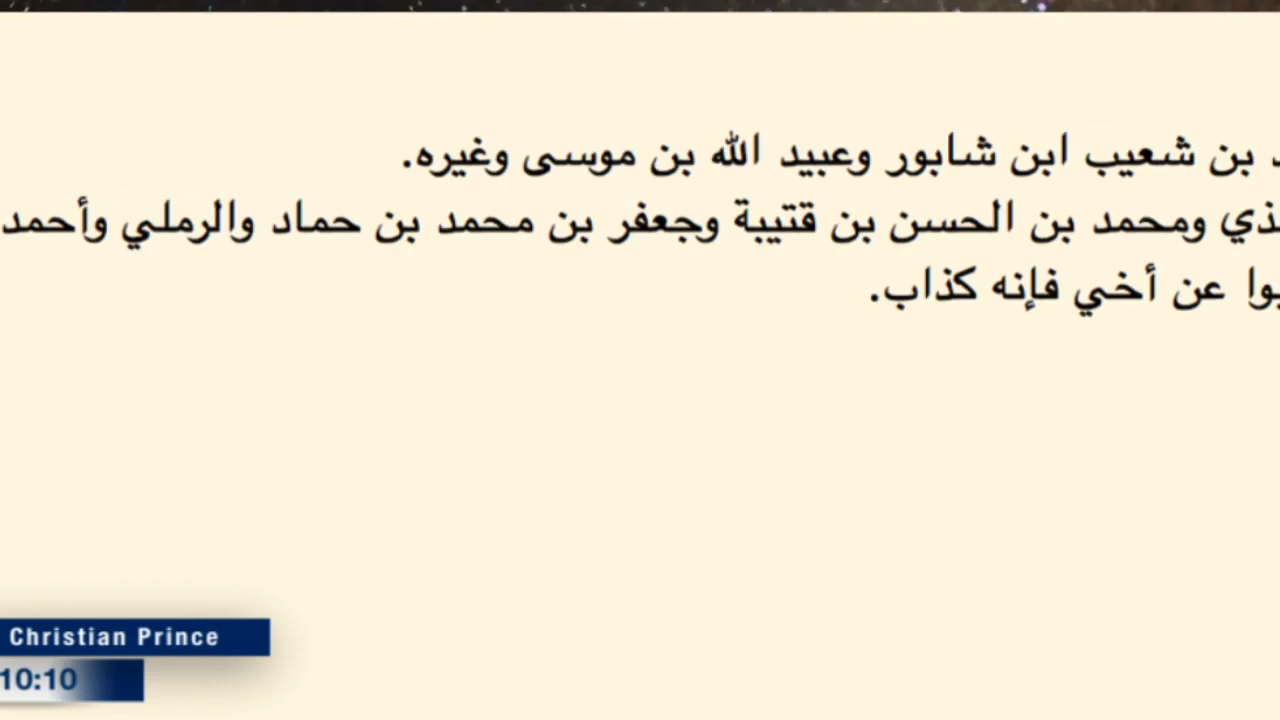 بن شعيب ابن شابور وعبيد الله بن موسى وغيره.
ومحمد بن الحسن بن قتيبة وجعفر بن محمد بن حماد والرملي وأحمد
عن أخي فإنه كذاب.
Christian Prince
10:10